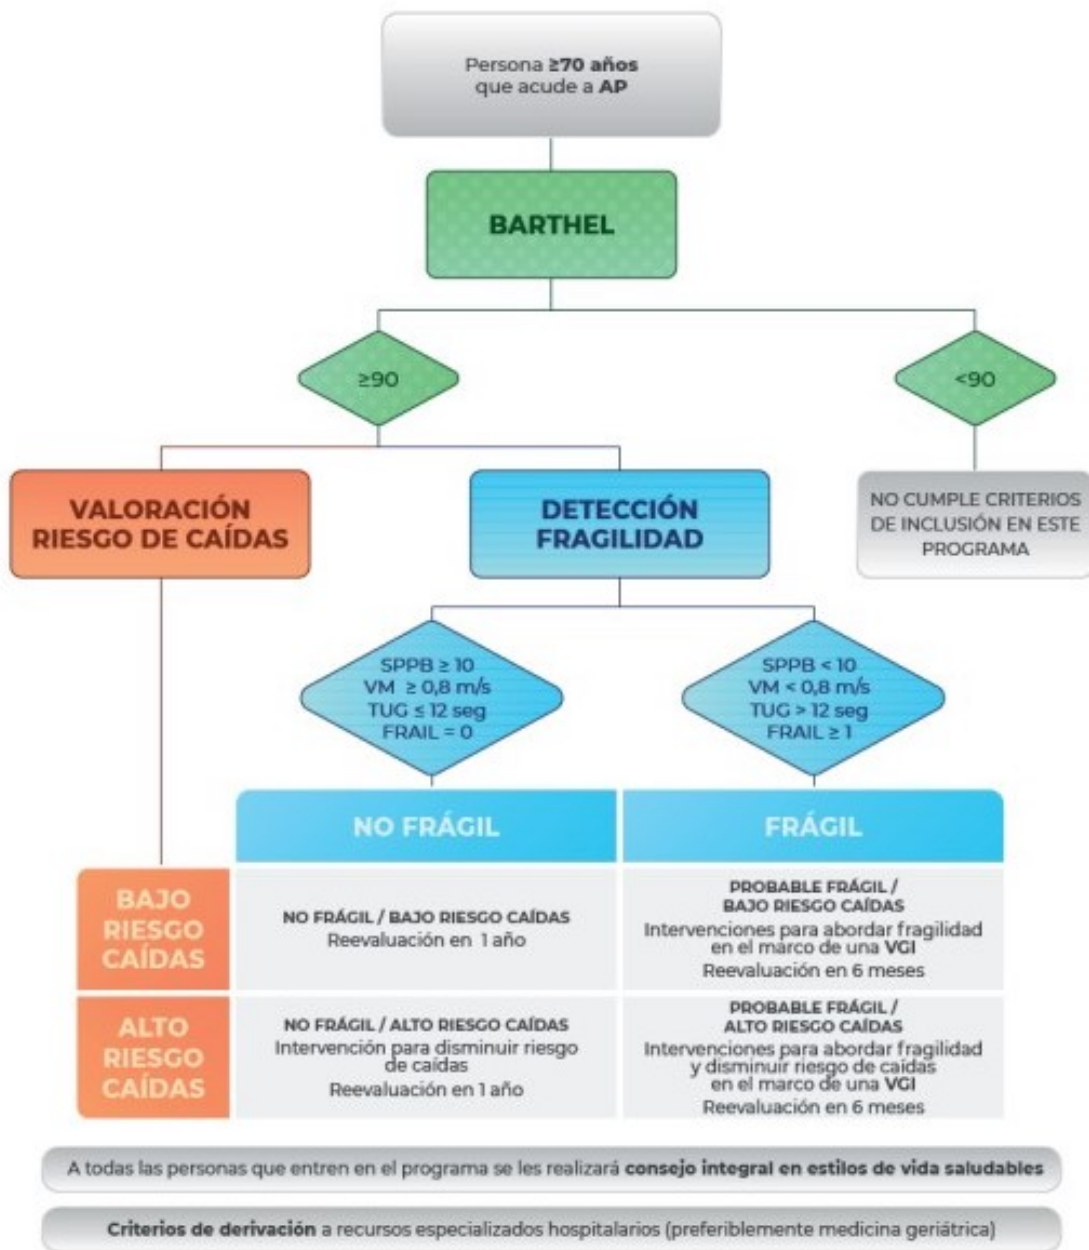 Persona ≥70 años
que acude a AP
BARTHEL
≥90
<90
VALORACIÓN
RIESGO DE CAÍDAS
DETECCIÓN
FRAGILIDAD
NO CUMPLE CRITERIOS
DE INCLUSIÓN EN ESTE
PROGRAMA
SPPB ≥ 10
VM ≥ 0,8 m/s
TUG ≤ 12 seg
FRAIL = 0
SPPB < 10
VM < 0,8 m/s
TUG > 12 seg
FRAIL ≥ 1
NO FRÁGIL
FRÁGIL
BAJO
RIESGO
CAÍDAS
NO FRÁGIL / BAJO RIESGO CAÍDAS
Reevaluación en 1 año
PROBABLE FRÁGIL /
BAJO RIESGO CAÍDAS
Intervenciones para abordar fragilidad
en el marco de una VGI
Reevaluación en 6 meses
ALTO
RIESGO
CAÍDAS
NO FRÁGIL / ALTO RIESGO CAÍDAS
Intervención para disminuir riesgo
de caídas
Reevaluación en 1 año
PROBABLE FRÁGIL /
ALTO RIESGO CAÍDAS
Intervenciones para abordar fragilidad
y disminuir riesgo de caídas
en el marco de una VGI
Reevaluación en 6 meses
A todas las personas que entren en el programa se les realizará consejo integral en estilos de vida saludables
Criterios de derivación a recursos especializados hospitalarios (preferiblemente medicina geriátrica)